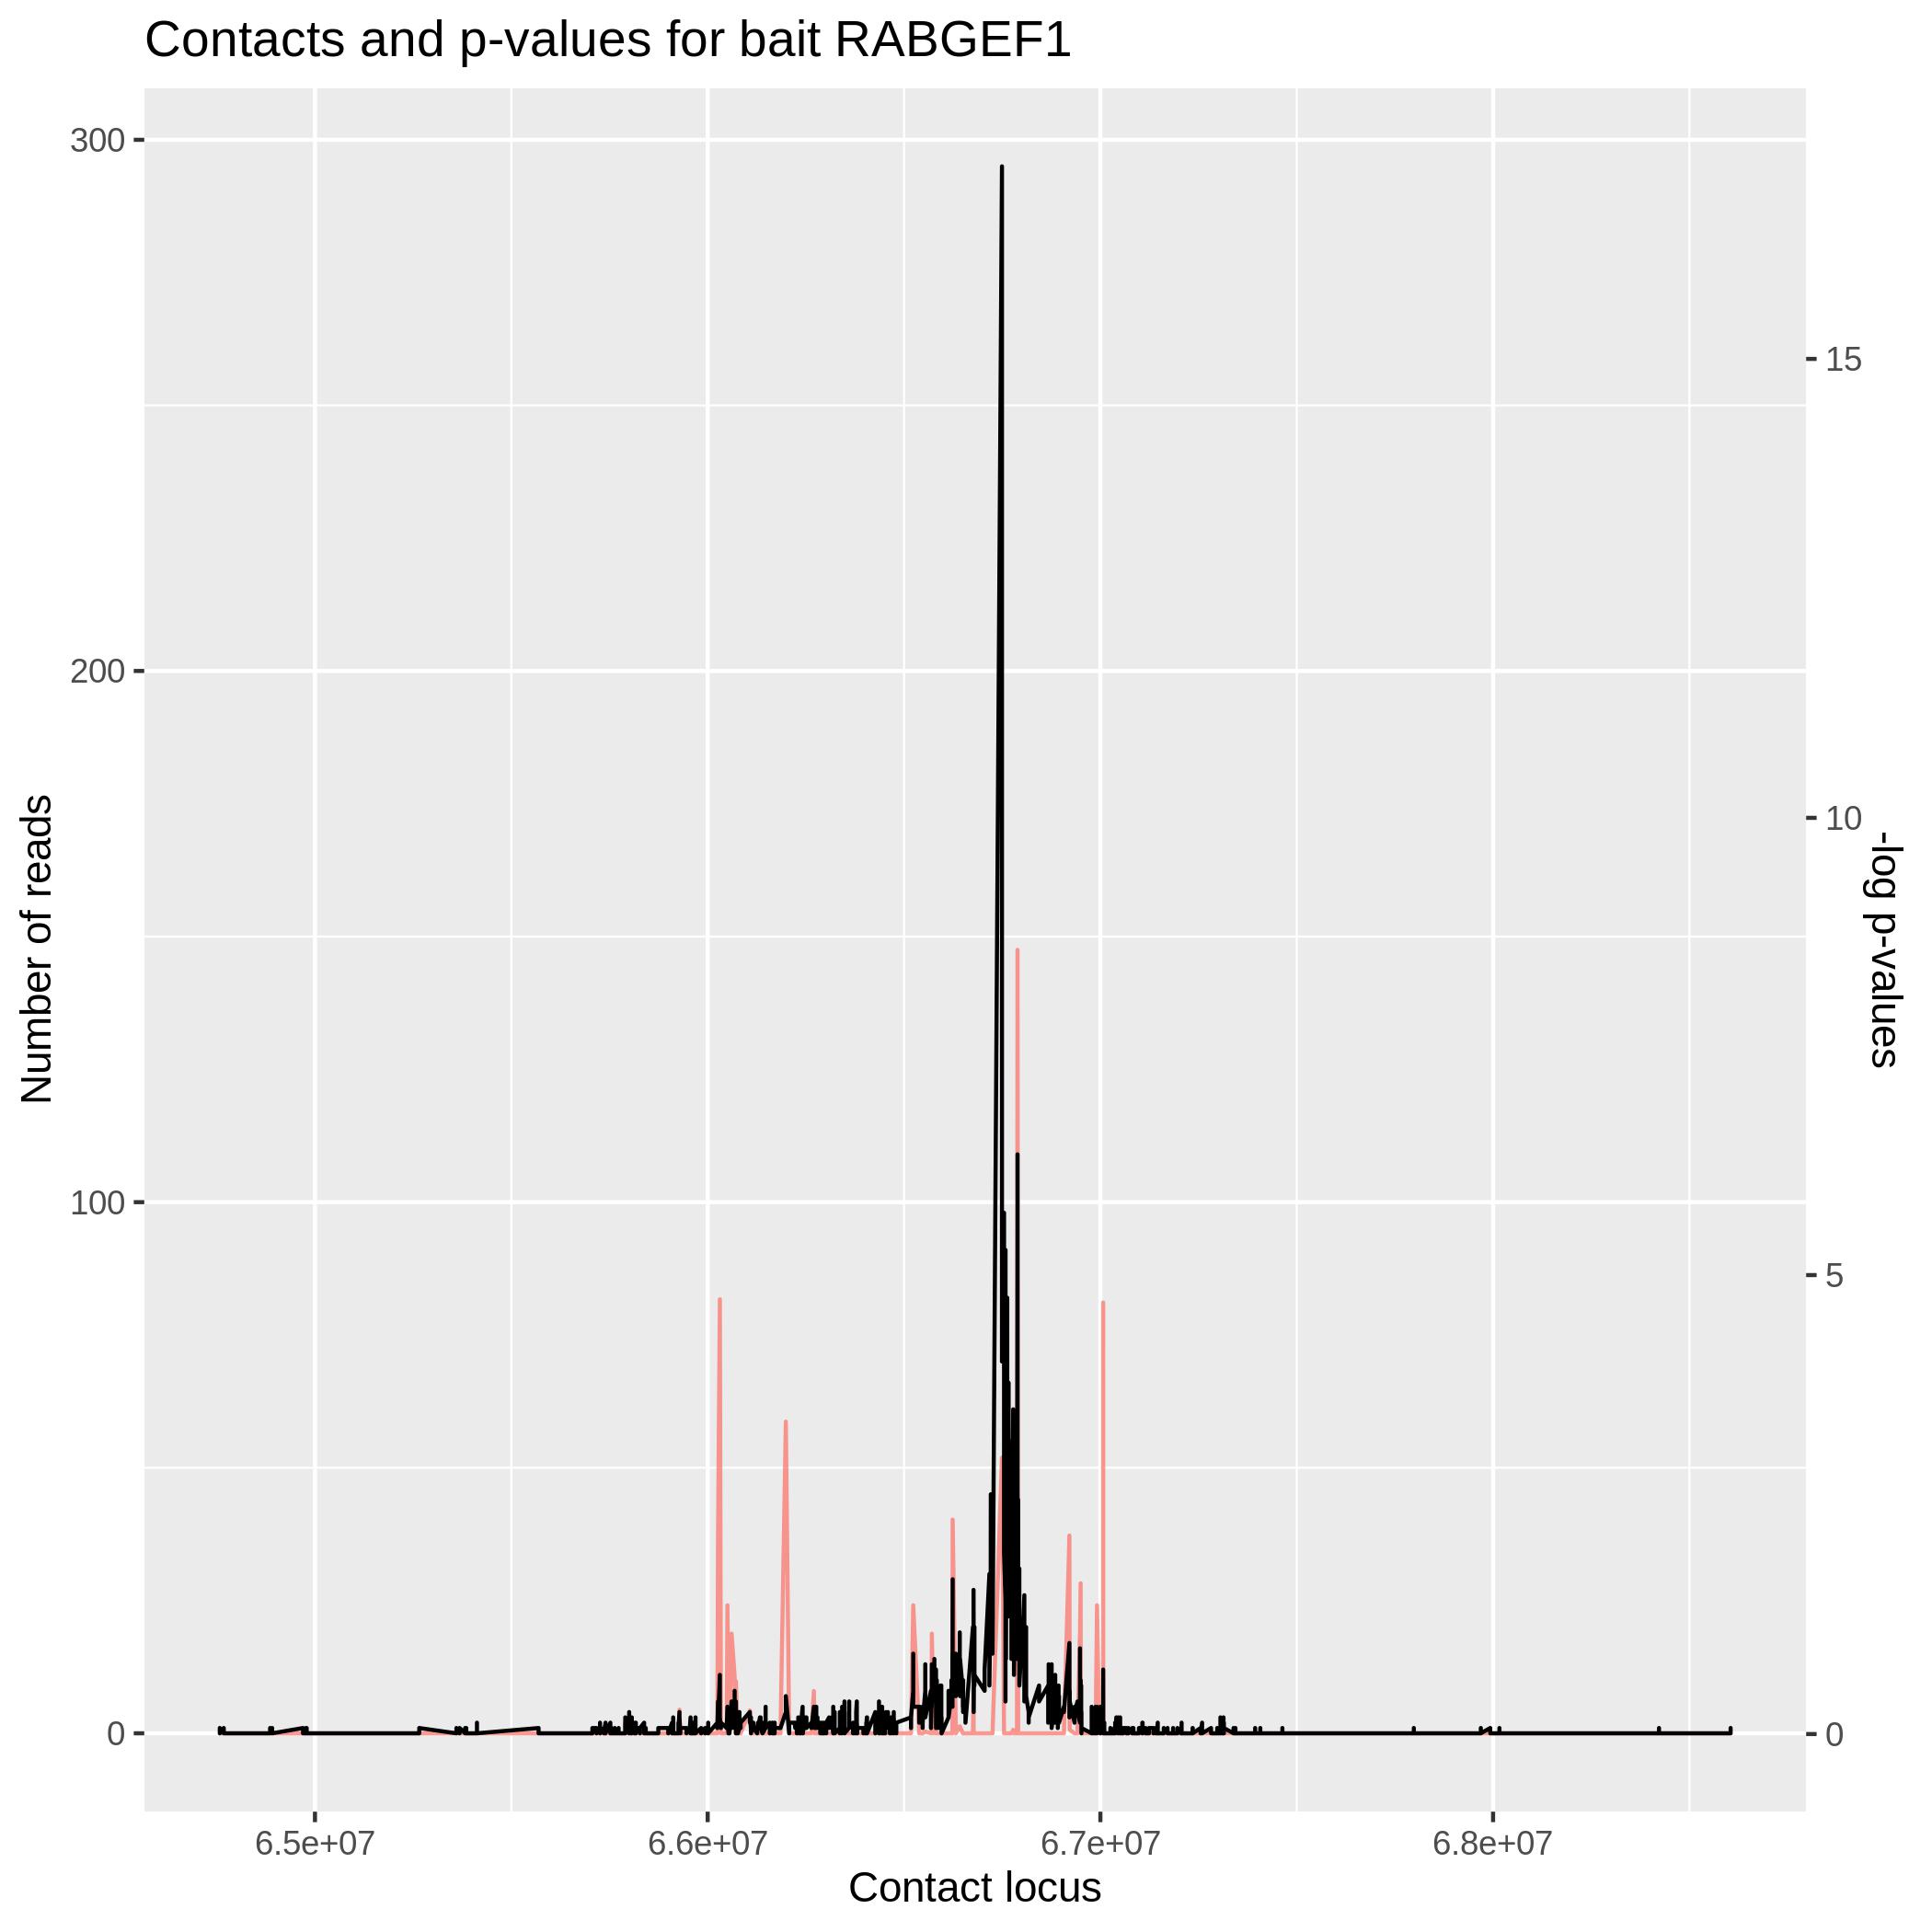 Contacts and p-values for bait RABGEF1
300
200
100
0
Number of reads
15
10
5
0
-log p-values
6.5e+07
6.6e+07
6.7e+07
6.8e+07
Contact locus